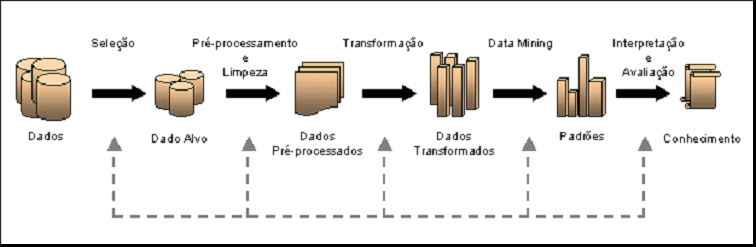 Seleção
Pré-processamento
e
Limpeza
Transformação
Data Mining
Interpretação
e
Avaliação
Dados
Dado Alvo
Dados
Pré-processados
Dados
Transformados
Padrões
Conhecimento